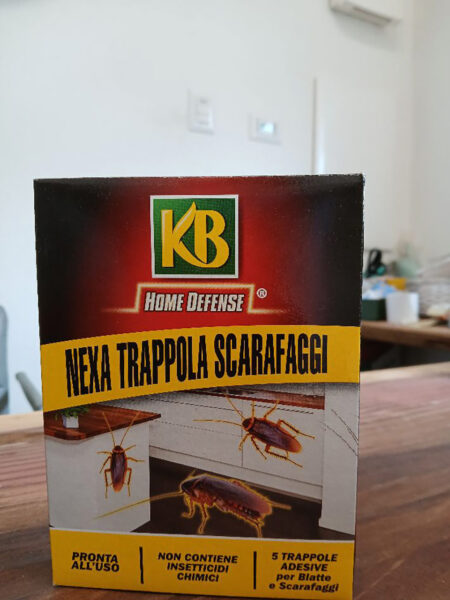 KB
HOME DEFENSE®
NEXA TRAPPOLA SCARAFAGGI
PRONTA
ALL'USO
NON CONTIENE
INSETTICIDI
CHIMICI
5 TRAPPOLE
ADESIVE
per Blatte
e Scarafaggi